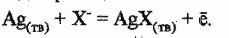 Ag(тв) + X⁻ = AgX(тв) + ē.